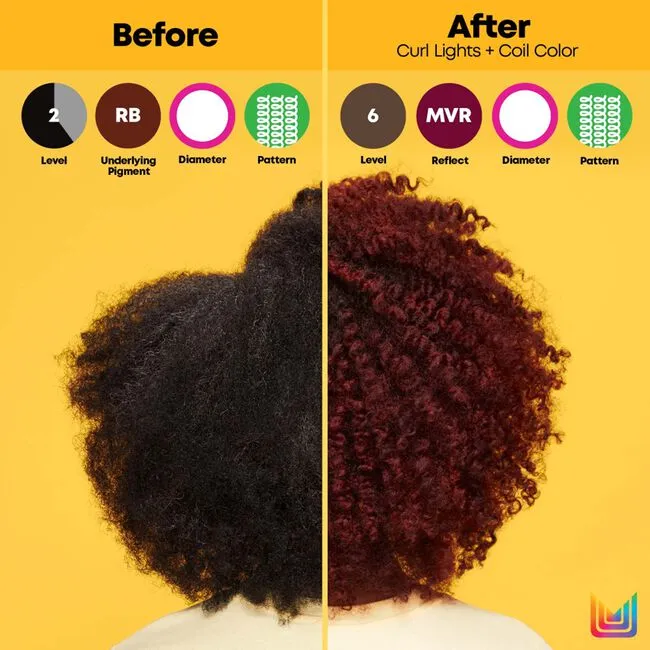 Before
2
RB
Level
Underlying
Pigment
Diameter
Pattern
After
Curl Lights + Coil Color
6
MVR
Level
Reflect
Diameter
Pattern